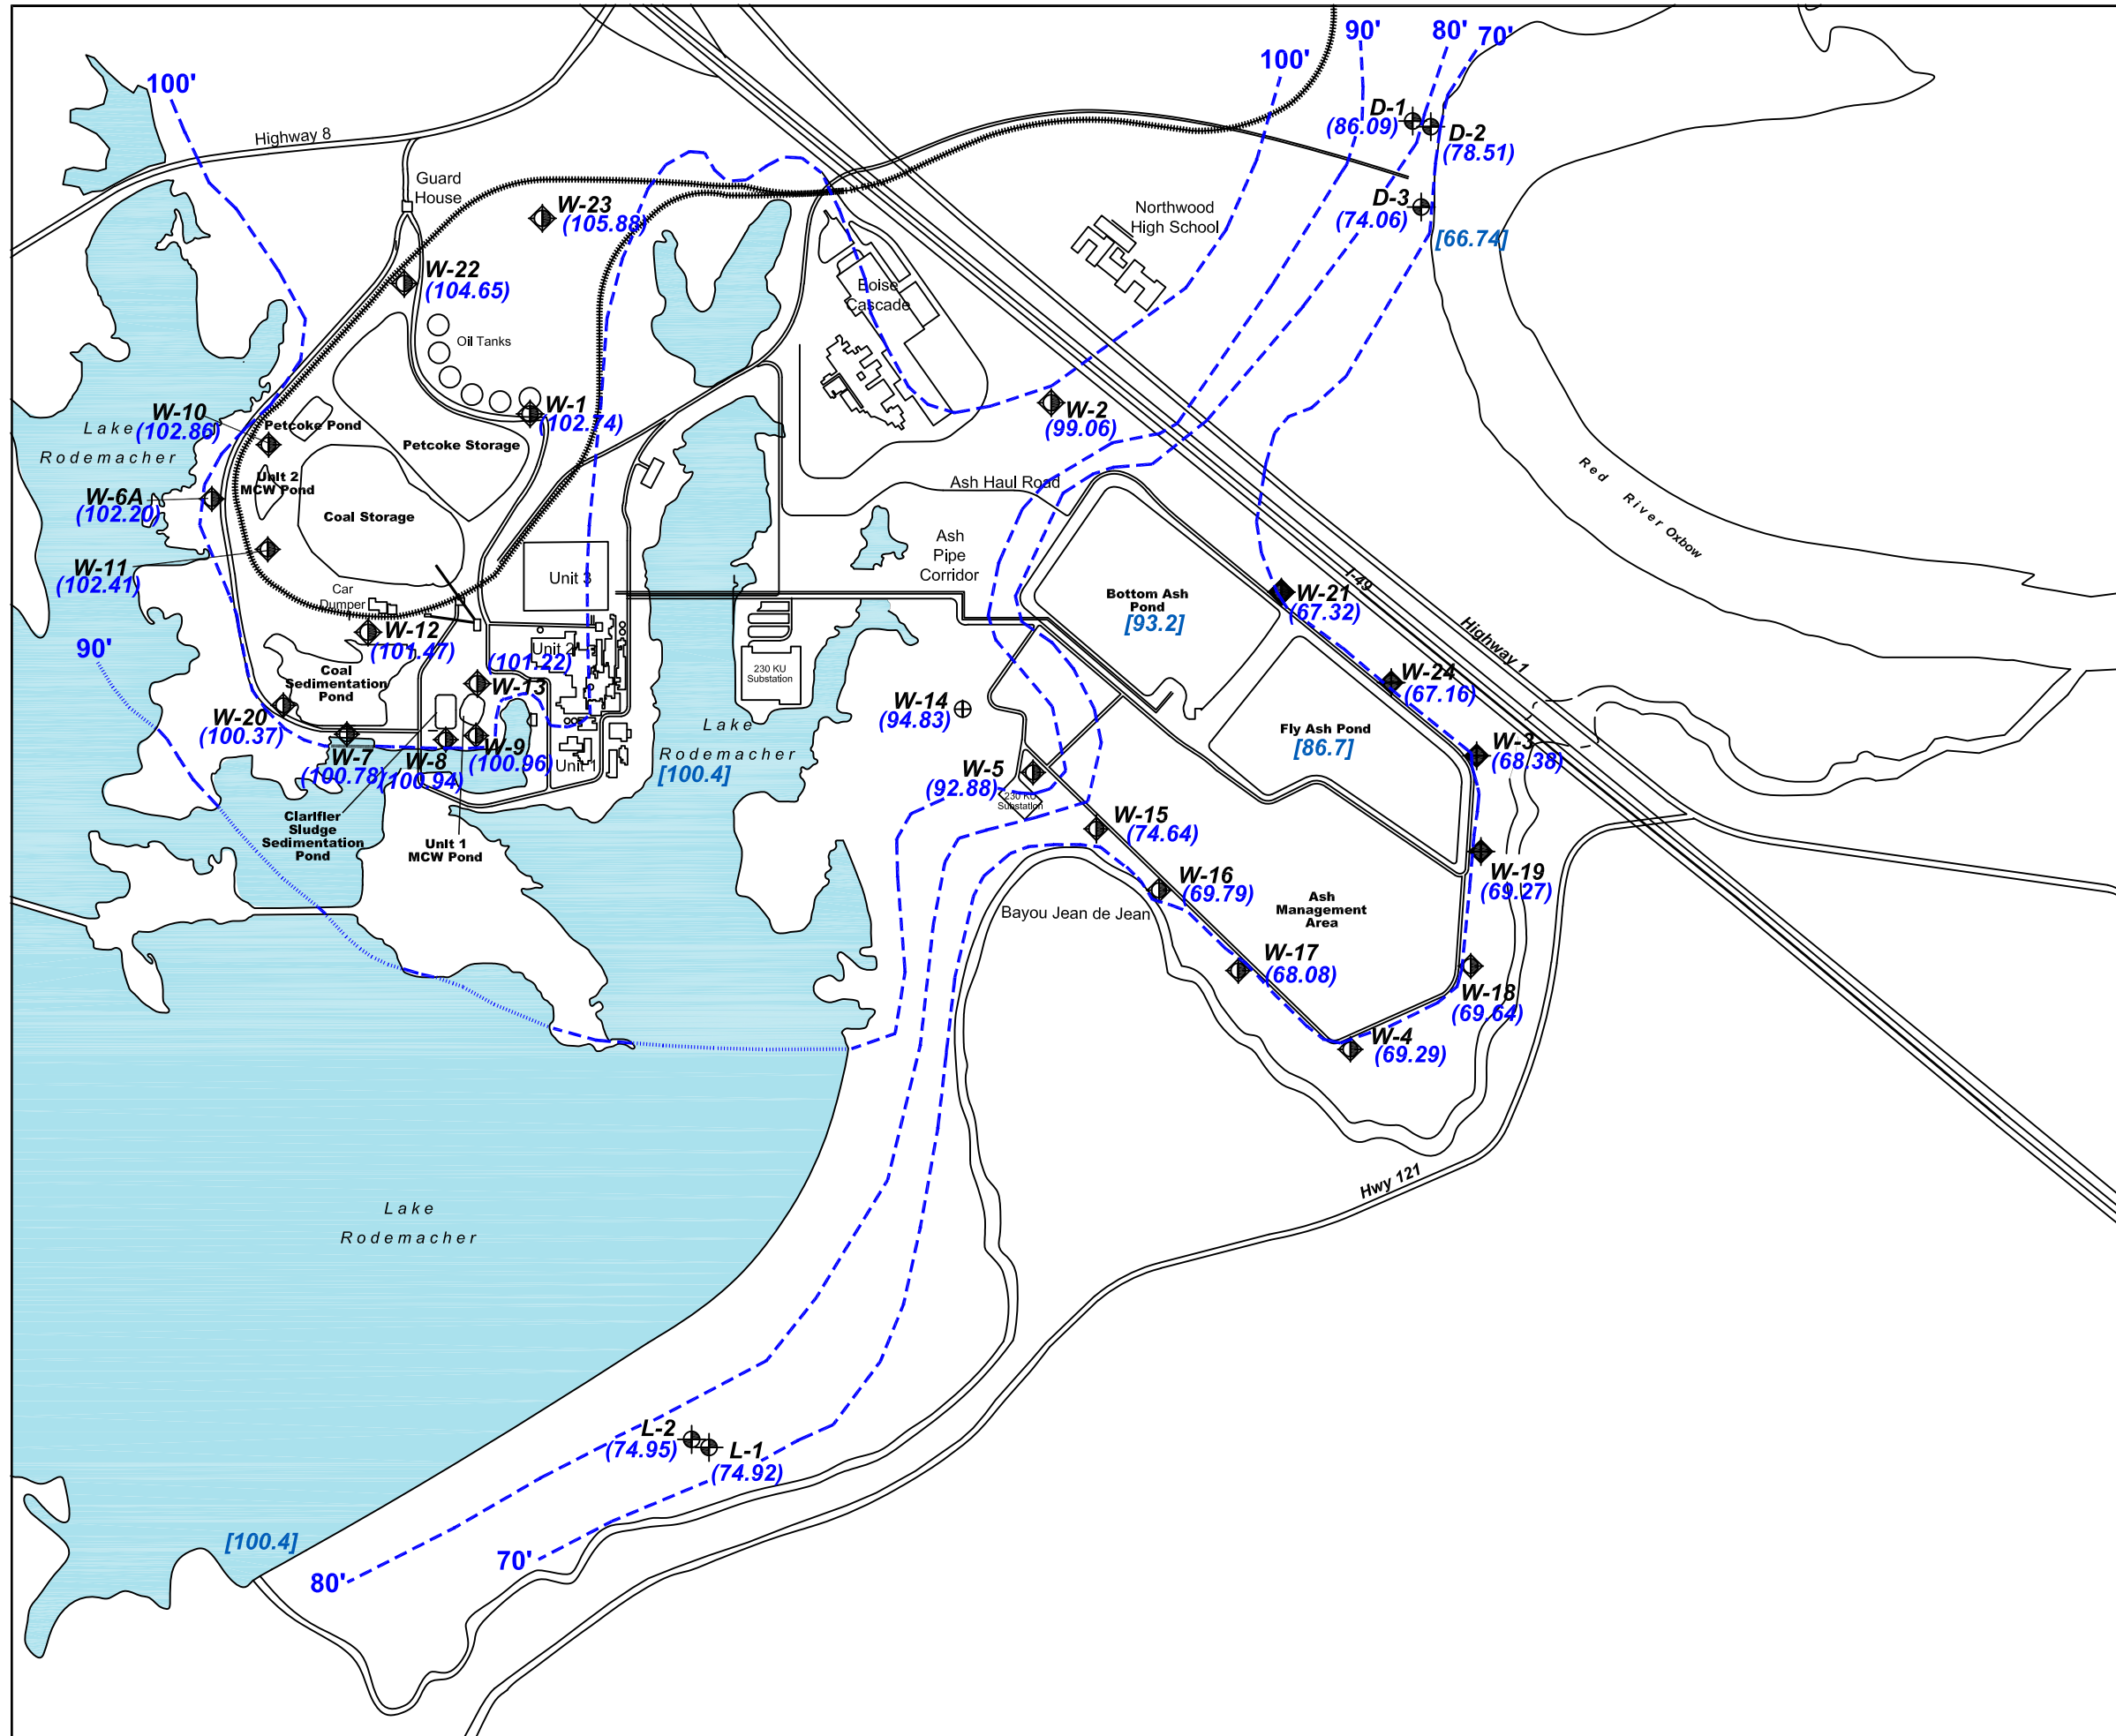 90'
80'
70'
100'
100'
D-1
(86.09)
D-2
(78.51)
Highway 8
Guard
House
W-23
(105.88)
D-3
(74.06)
[66.74]
Northwood
High School
W-22
(104.65)
Boise
Cascade
Oil Tanks
W-10
(102.86)
Lake
Rodemacher
Petcoke Pond
W-1
(102.74)
Petcoke Storage
W-2
(99.06)
Unit 2
MCW Pond
W-6A
(102.20)
Coal Storage
Ash Haul Road
Red River Oxbow
W-11
(102.41)
Ash
Pipe
Corridor
Unit 3
Car
Dumper
I-49
Bottom Ash
Pond
[93.2]
W-21
(67.32)
Highway 1
90'
W-12
(101.47)
Unit 2
(101.22)
W-13
Coal
Sedimentation
Pond
230 KU
Substation
W-24
(67.16)
W-14
(94.83)
W-20
(100.37)
Fly Ash Pond
[86.7]
W-3
(68.38)
Lake
Rodemacher
[100.4]
W-7
(100.78)
W-8
(100.94)
W-9
(100.96)
Unit 1
W-5
(92.88)
230 KU
Substation
Clarifier
Sludge
Sedimentation
Pond
Unit 1
MCW Pond
W-15
(74.64)
W-16
(69.79)
W-19
(69.27)
Ash
Management
Area
Bayou Jean de Jean
W-17
(68.08)
W-18
(69.64)
W-4
(69.29)
Hwy 121
Lake
Rodemacher
L-2
(74.95)
L-1
(74.92)
[100.4]
70'
80'